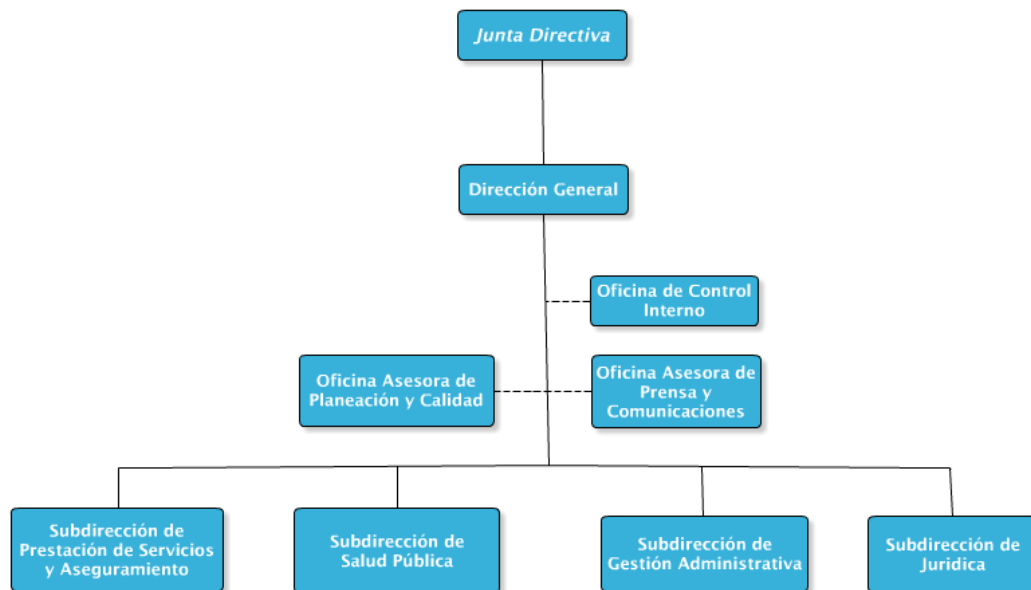 Junta Directiva
Dirección General
Oficina de Control
Interno
Oficina Asesora de
Planeación y Calidad
Oficina Asesora de
Prensa y
Comunicaciones
Subdirección de
Prestación de Servicios
y Aseguramiento
Subdirección de
Salud Pública
Subdirección de
Gestión Administrativa
Subdirección de
Juridica